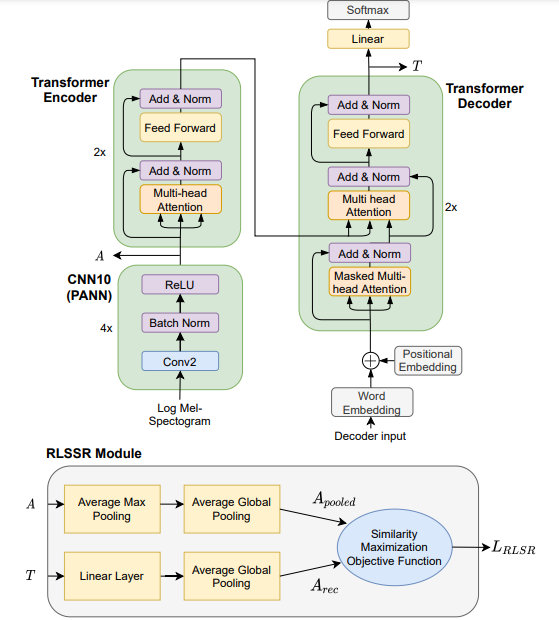 Softmax
Linear
T
Transformer
Encoder
Add & Norm
Feed Forward
2x
Add & Norm
Multi-head
Attention
A
CNN10
(PANN)
ReLU
Batch Norm
4x
Conv2
Log Mel-
Spectogram
Transformer
Decoder
Add & Norm
Feed Forward
Add & Norm
Multi head
Attention
2x
Add & Norm
Masked Multi-
head Attention
Positional
Embedding
Word
Embedding
Decoder input
RLSSR Module
A
Average Max
Pooling
Average Global
Pooling
A_pooled
T
Linear Layer
Average Global
Pooling
A_rec
Similarity
Maximization
Objective Function
L_RLSR